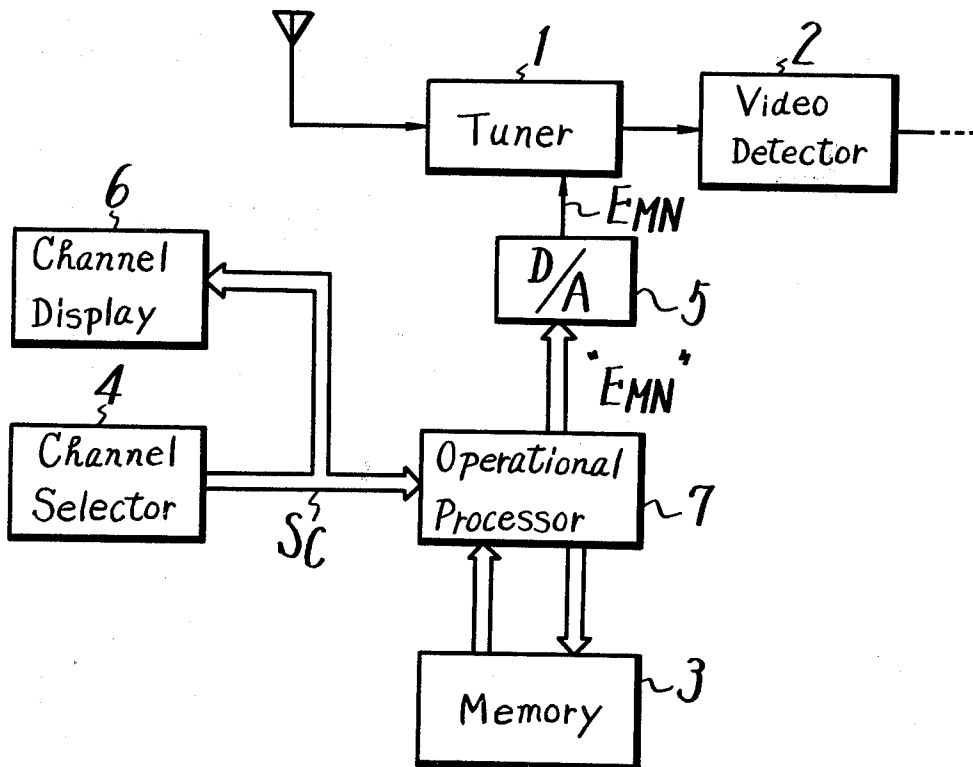 1
Tuner
2
Video
Detector
EMN
6
Channel
Display
D/A
5
"EMN"
4
Channel
Selector
SC
Operational
Processor
7
Memory
3